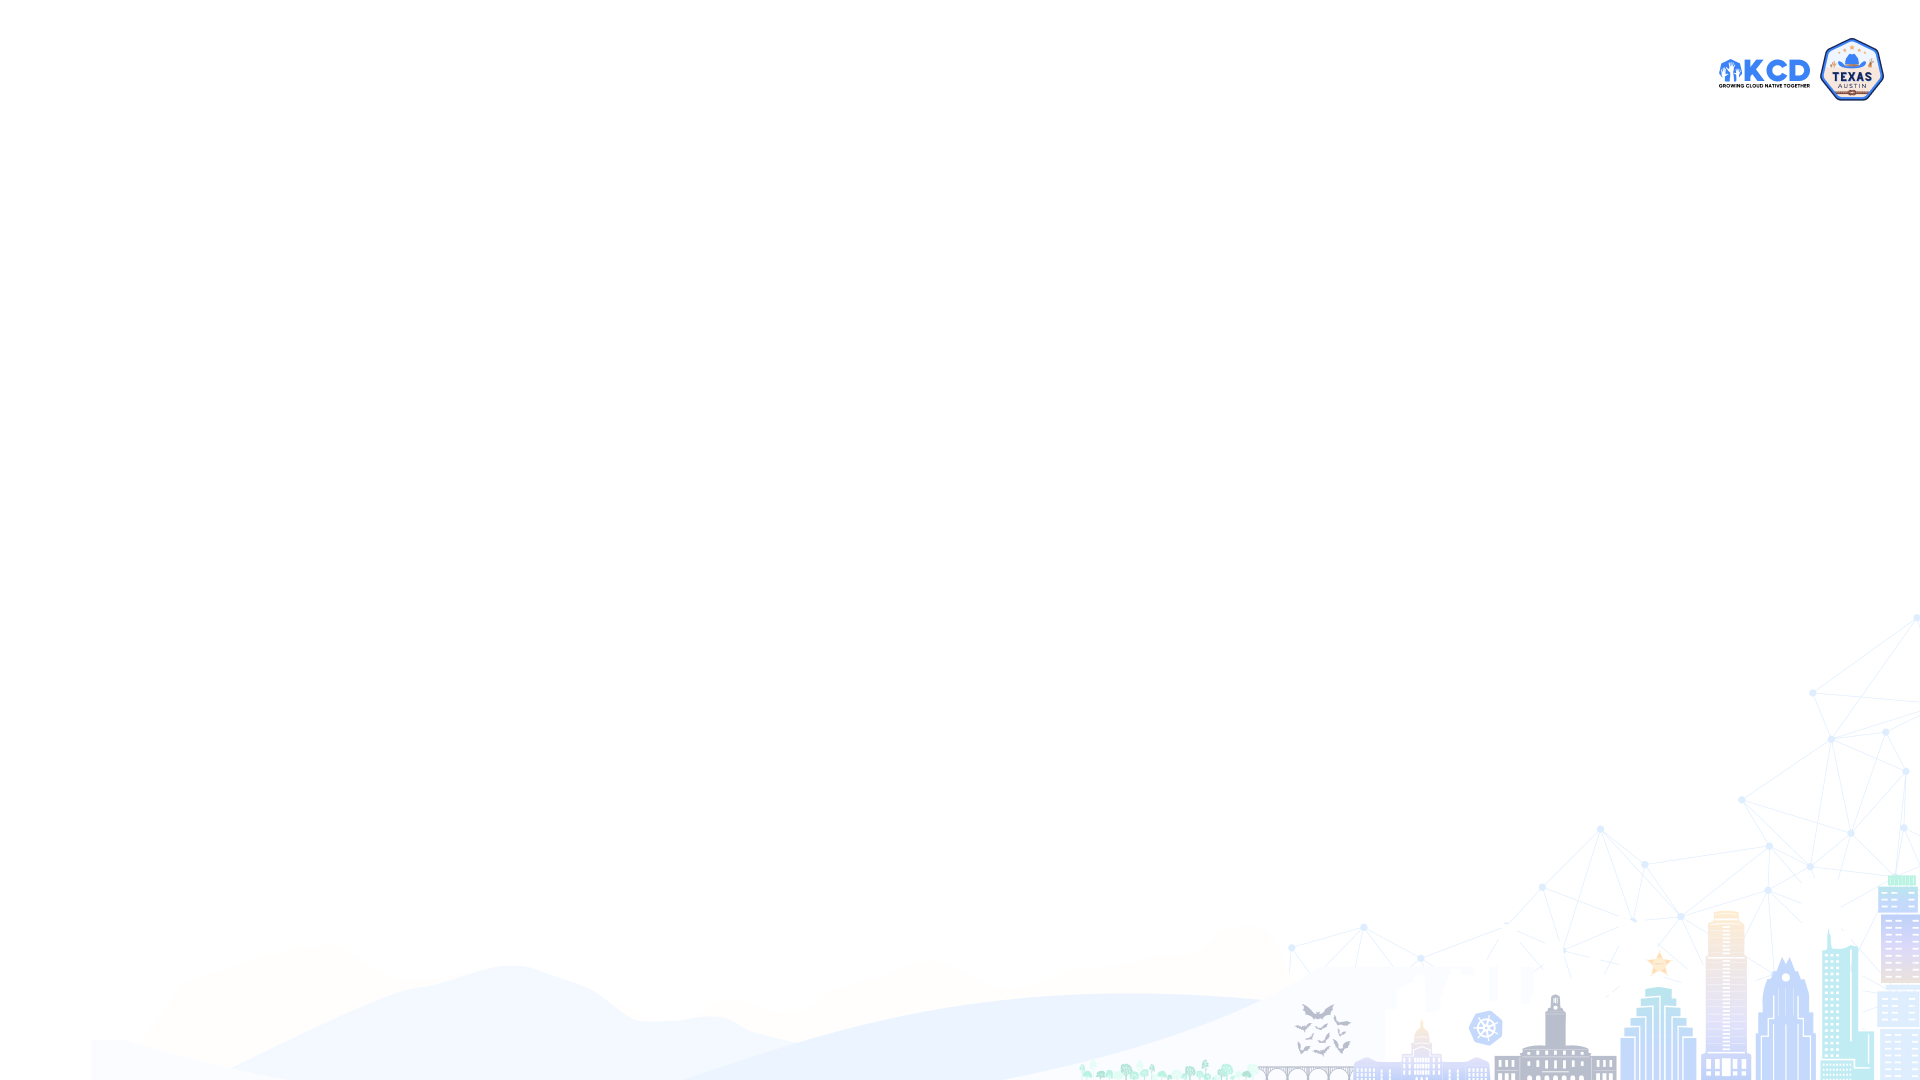 KCD
GROWING CLOUD NATIVE TOGETHER
TEXAS
AUSTIN